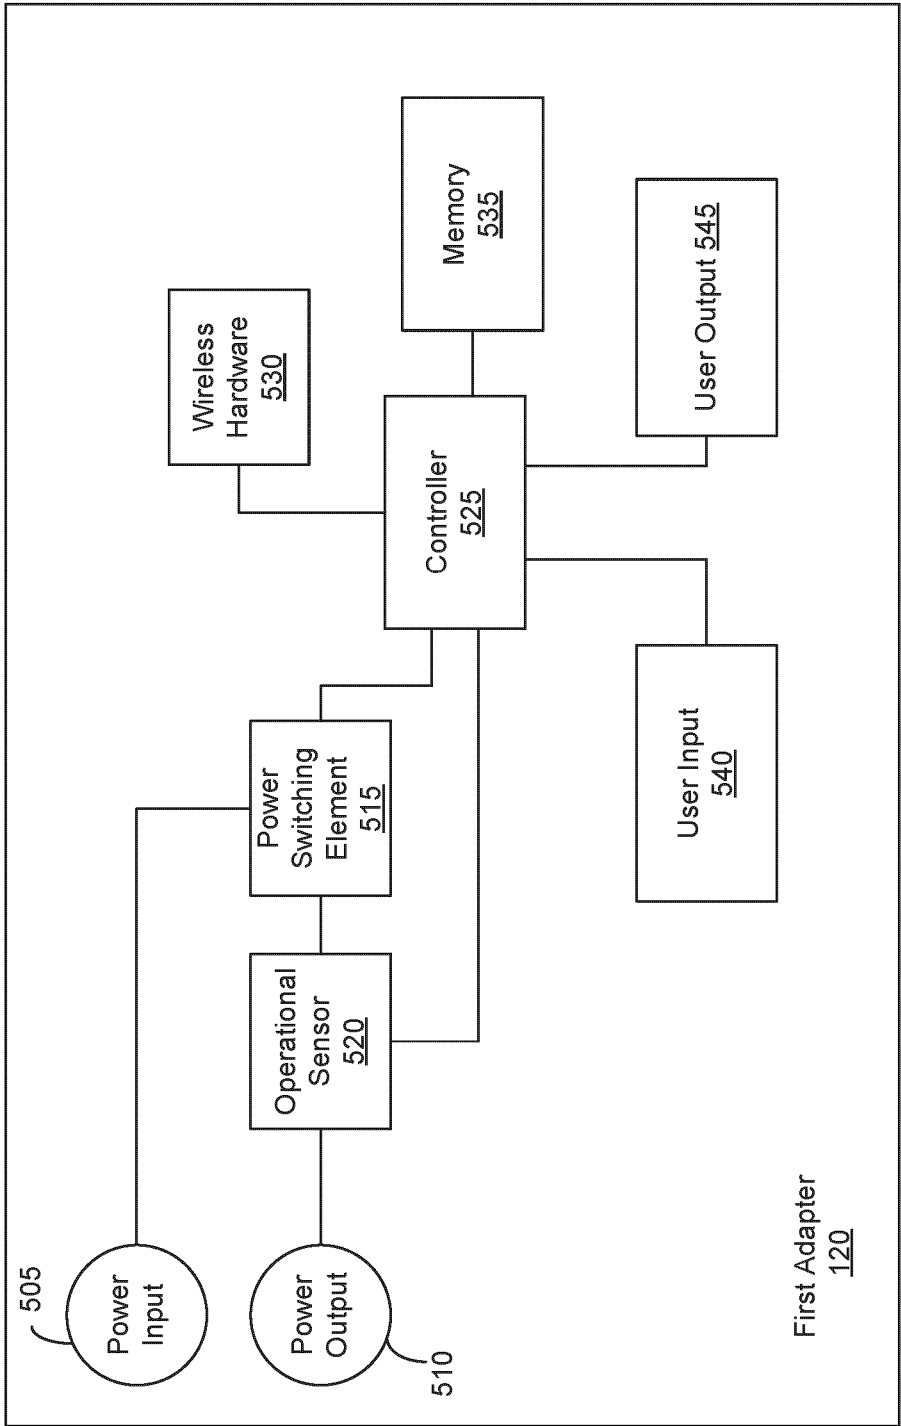 505
Power
Input
Power
Output
510
Operational
Sensor
520
Power
Switching
Element
515
Wireless
Hardware
530
Controller
525
Memory
535
User Input
540
User Output 545
First Adapter
120